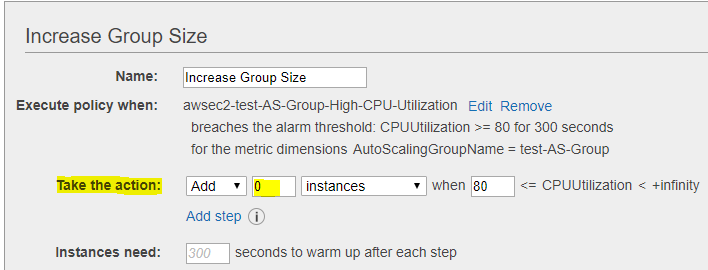 Increase Group Size
Name: Increase Group Size
Execute policy when: awsec2-test-AS-Group-High-CPU-Utilization Edit Remove
breaches the alarm threshold: CPUUtilization >= 80 for 300 seconds
for the metric dimensions AutoScalingGroupName = test-AS-Group
Take the action: Add 0 instances when 80 <= CPUUtilization < +infinity
Add step i
Instances need: 300 seconds to warm up after each step